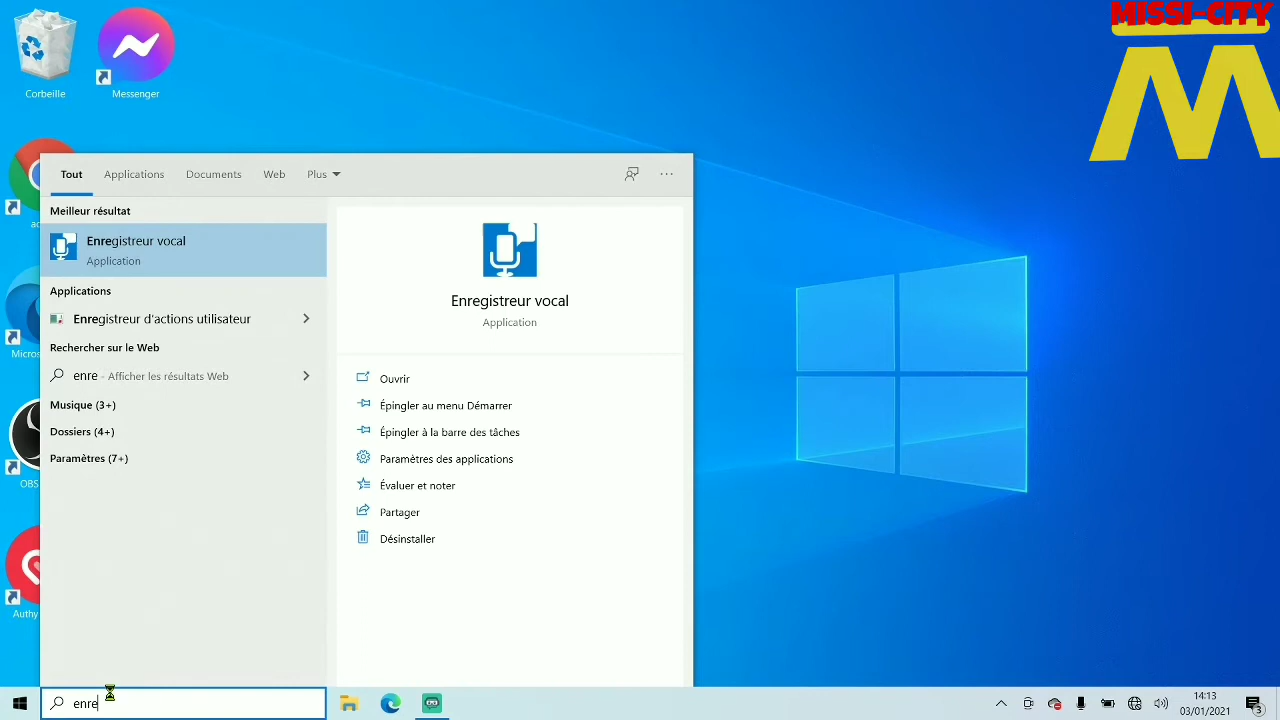 MISSI-CITY
M
Corbeille
Messenger
Tout
Applications
Documents
Web
Plus
Meilleur résultat
Enregistreur vocal
Application
Applications
Enregistreur d'actions utilisateur
Rechercher sur le Web
enre - Afficher les résultats Web
Musique (3+)
Dossiers (4+)
Paramètres (7+)
Enregistreur vocal
Application
Ouvrir
Épingler au menu Démarrer
Épingler à la barre des tâches
Paramètres des applications
Évaluer et noter
Partager
Désinstaller
Micros
OBS
Authy
enre
14:13
03/01/2021
3